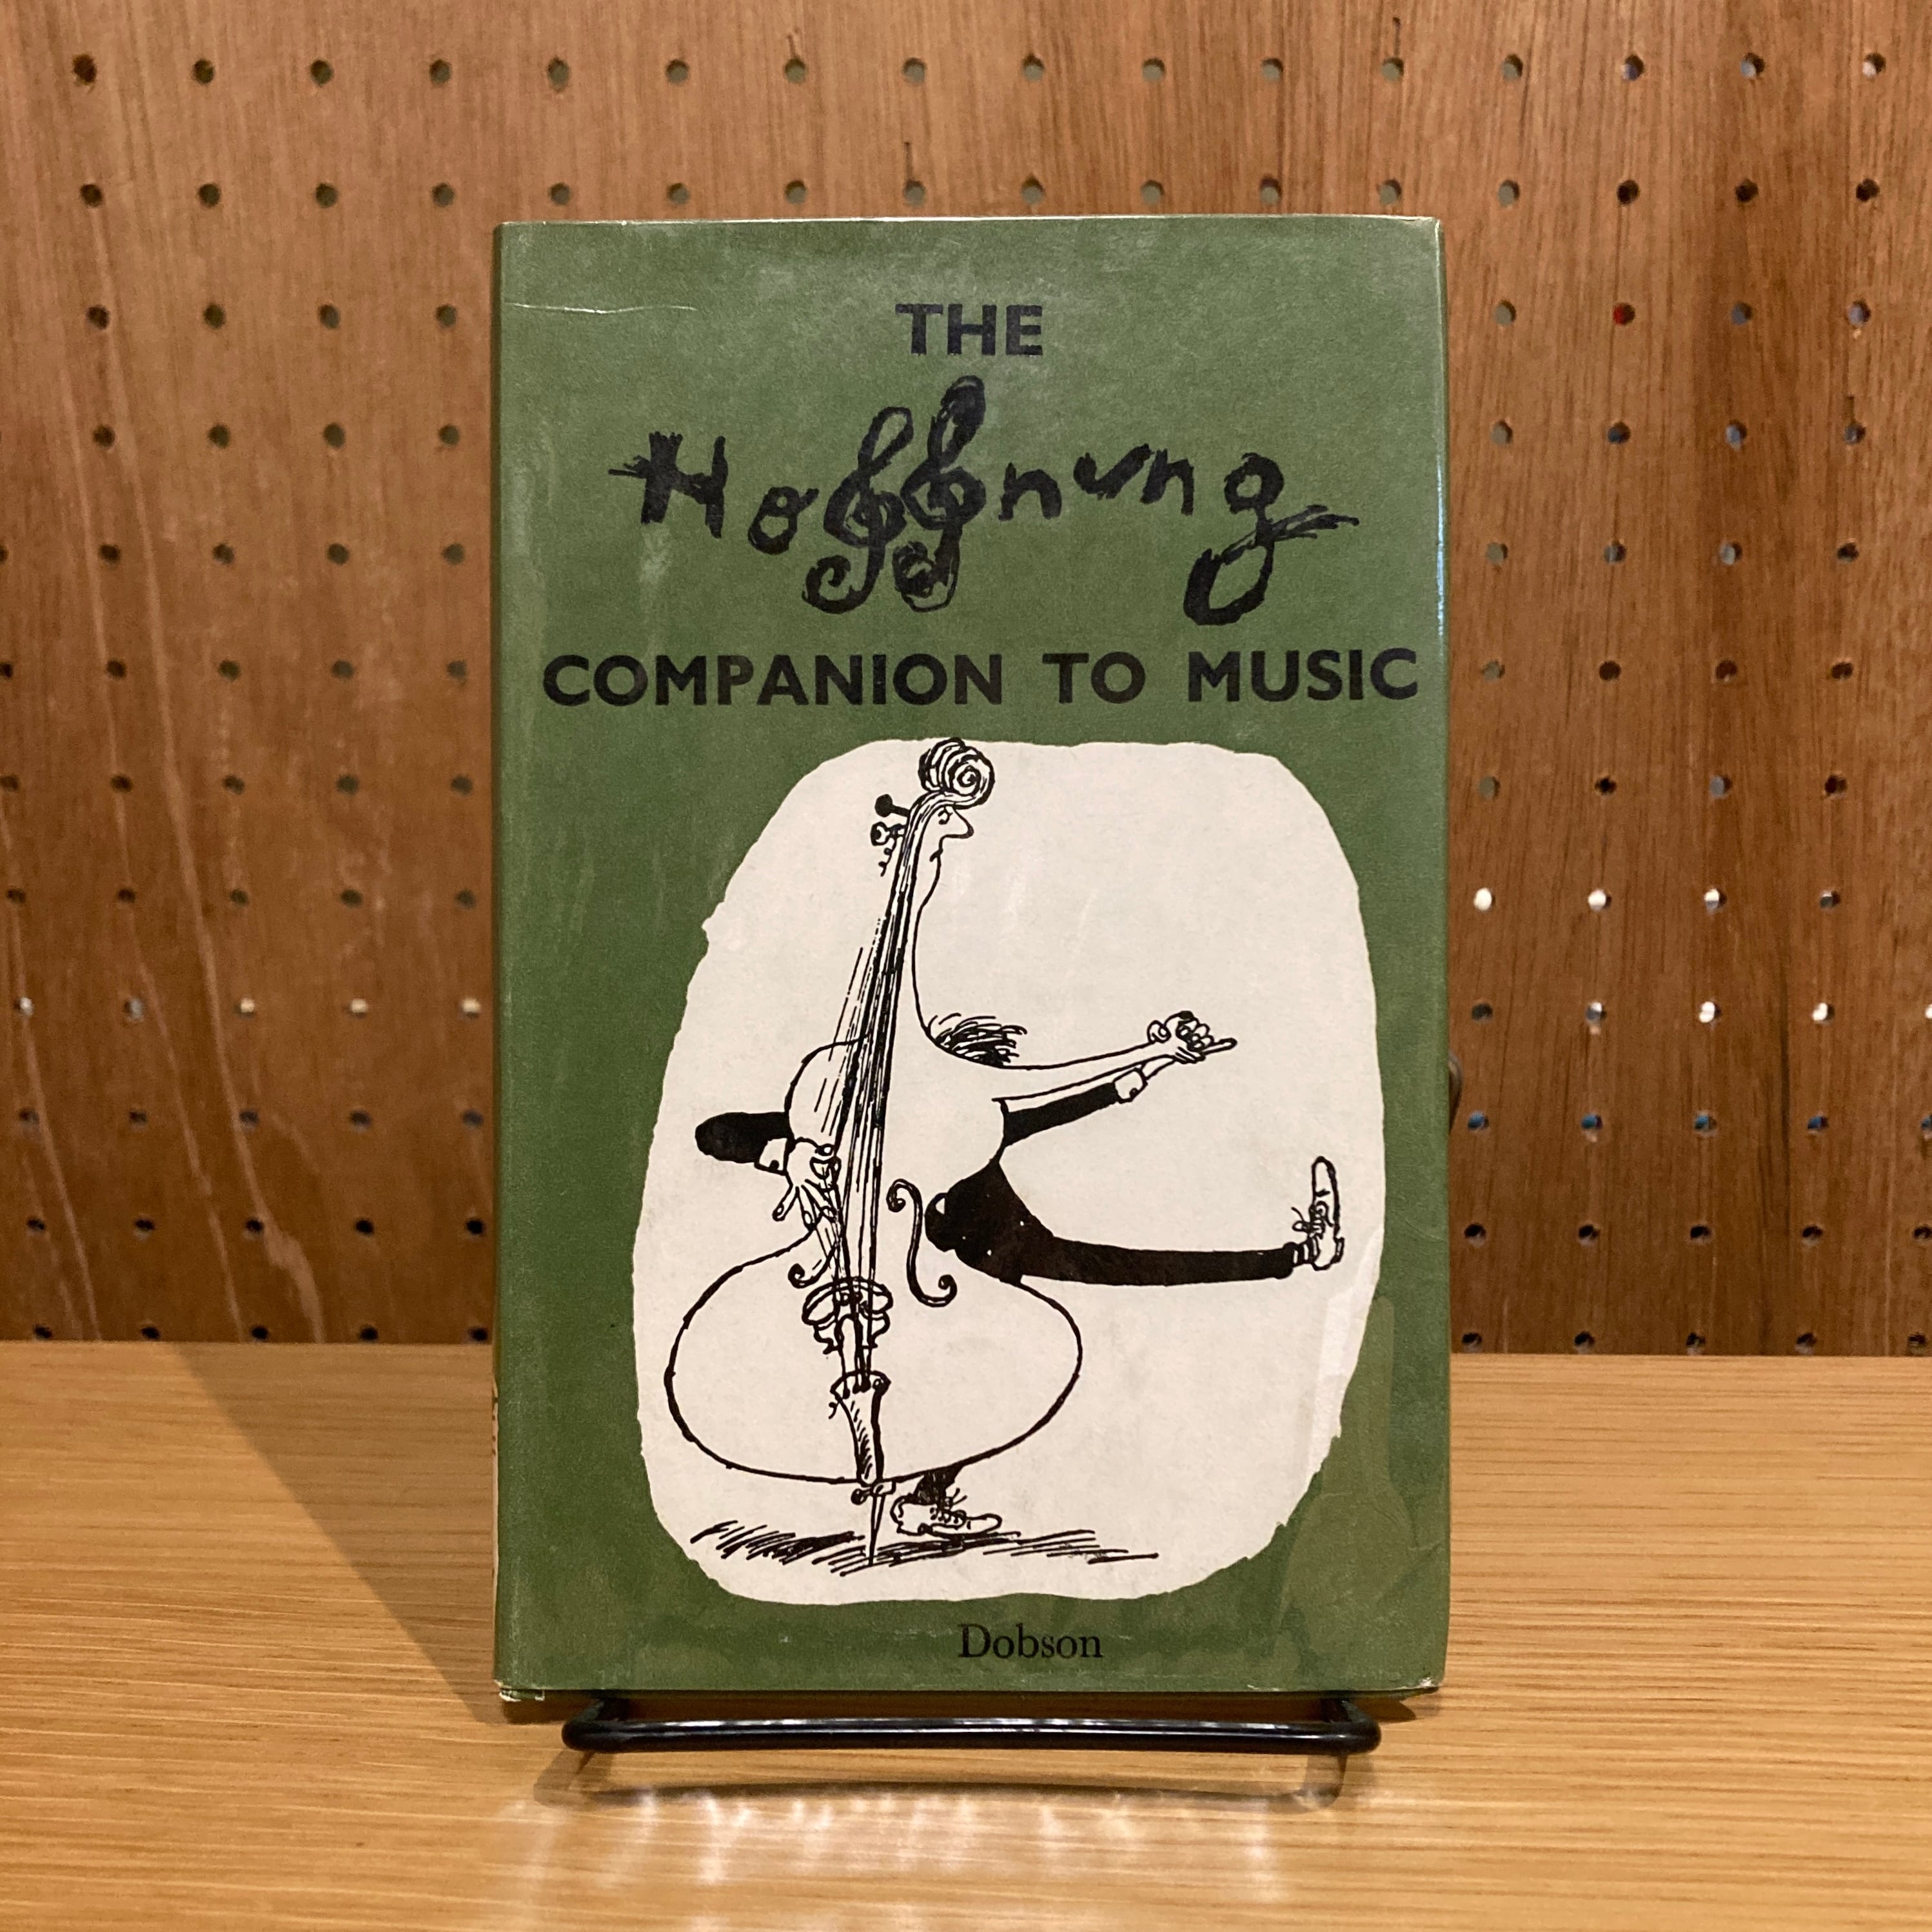 THE
Hoffnung
COMPANION TO MUSIC
Dobson